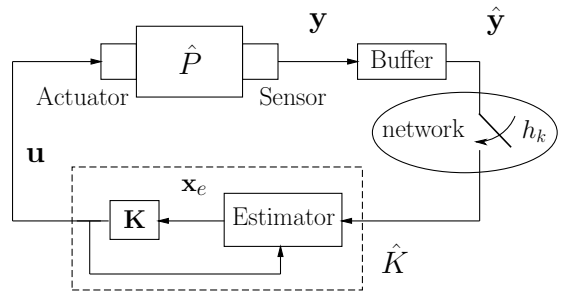 y
ŷ
P̂
Buffer
Actuator
Sensor
network
h_k
u
x_e
K
Estimator
K̂